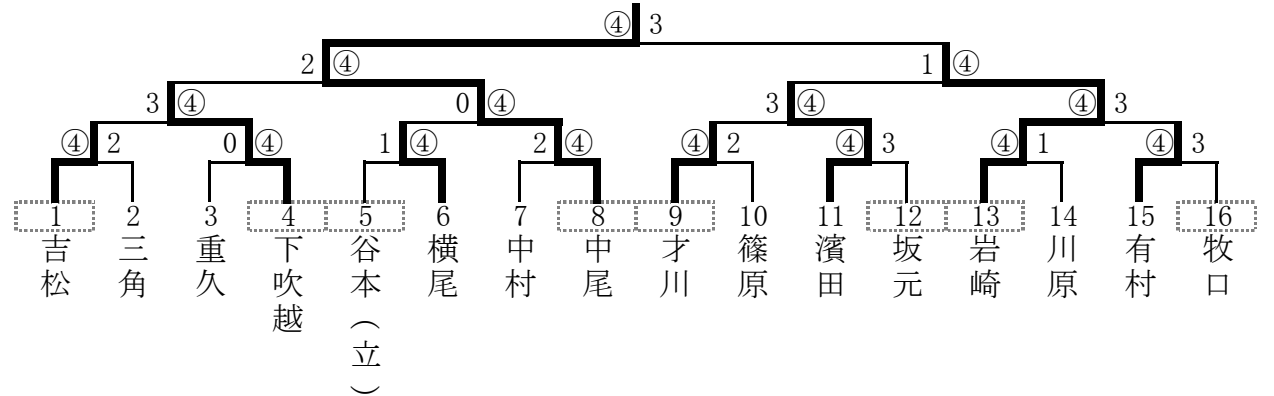 ④ 3
2 ④ 1 ④
3 ④ 0 ④ 3 ④ ④ 3
④ 2 0 ④ 1 ④ 2 ④ ④ 2 ④ 3 ④ 1 ④ 3
1 2 3 4 5 6 7 8 9 10 11 12 13 14 15 16
吉松
三角
重久
下吹越
谷本（立）
横尾
中村
中尾
才川
篠原
濱田
坂元
岩崎
川原
有村
牧口